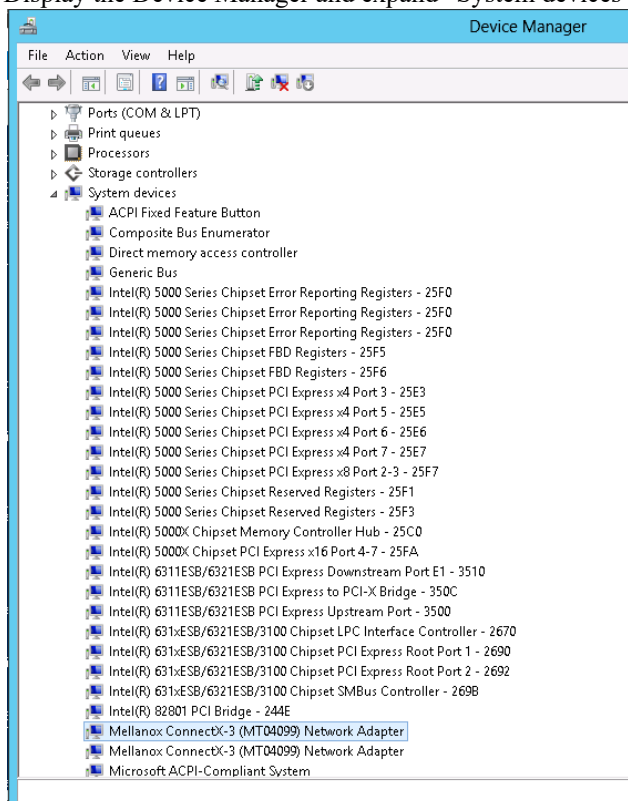 Display the Device Manager and expand "System devices
Device Manager
File Action View Help
Ports (COM & LPT)
Print queues
Processors
Storage controllers
System devices
ACPI Fixed Feature Button
Composite Bus Enumerator
Direct memory access controller
Generic Bus
Intel(R) 5000 Series Chipset Error Reporting Registers - 25F0
Intel(R) 5000 Series Chipset Error Reporting Registers - 25F0
Intel(R) 5000 Series Chipset Error Reporting Registers - 25F0
Intel(R) 5000 Series Chipset FBD Registers - 25F5
Intel(R) 5000 Series Chipset FBD Registers - 25F6
Intel(R) 5000 Series Chipset PCI Express x4 Port 3 - 25E3
Intel(R) 5000 Series Chipset PCI Express x4 Port 5 - 25E5
Intel(R) 5000 Series Chipset PCI Express x4 Port 6 - 25E6
Intel(R) 5000 Series Chipset PCI Express x4 Port 7 - 25E7
Intel(R) 5000 Series Chipset PCI Express x8 Port 2-3 - 25F7
Intel(R) 5000 Series Chipset Reserved Registers - 25F1
Intel(R) 5000 Series Chipset Reserved Registers - 25F3
Intel(R) 5000X Chipset Memory Controller Hub - 25C0
Intel(R) 5000X Chipset PCI Express x16 Port 4-7 - 25FA
Intel(R) 6311ESB/6321ESB PCI Express Downstream Port E1 - 3510
Intel(R) 6311ESB/6321ESB PCI Express to PCI-X Bridge - 350C
Intel(R) 6311ESB/6321ESB PCI Express Upstream Port - 3500
Intel(R) 631xESB/6321ESB/3100 Chipset LPC Interface Controller - 2670
Intel(R) 631xESB/6321ESB/3100 Chipset PCI Express Root Port 1 - 2690
Intel(R) 631xESB/6321ESB/3100 Chipset PCI Express Root Port 2 - 2692
Intel(R) 631xESB/6321ESB/3100 Chipset SMBus Controller - 269B
Intel(R) 82801 PCI Bridge - 244E
Mellanox ConnectX-3 (MT04099) Network Adapter
Mellanox ConnectX-3 (MT04099) Network Adapter
Microsoft ACPI-Compliant System